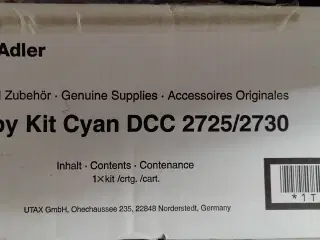 Adler
Zubehör · Genuine Supplies · Accessoires Originales
py Kit Cyan DCC 2725/2730
Inhalt · Contents · Contenance
1×kit /crtg. /cart.
UTAX GmbH, Ohechaussee 235, 22848 Norderstedt, Germany
*1T